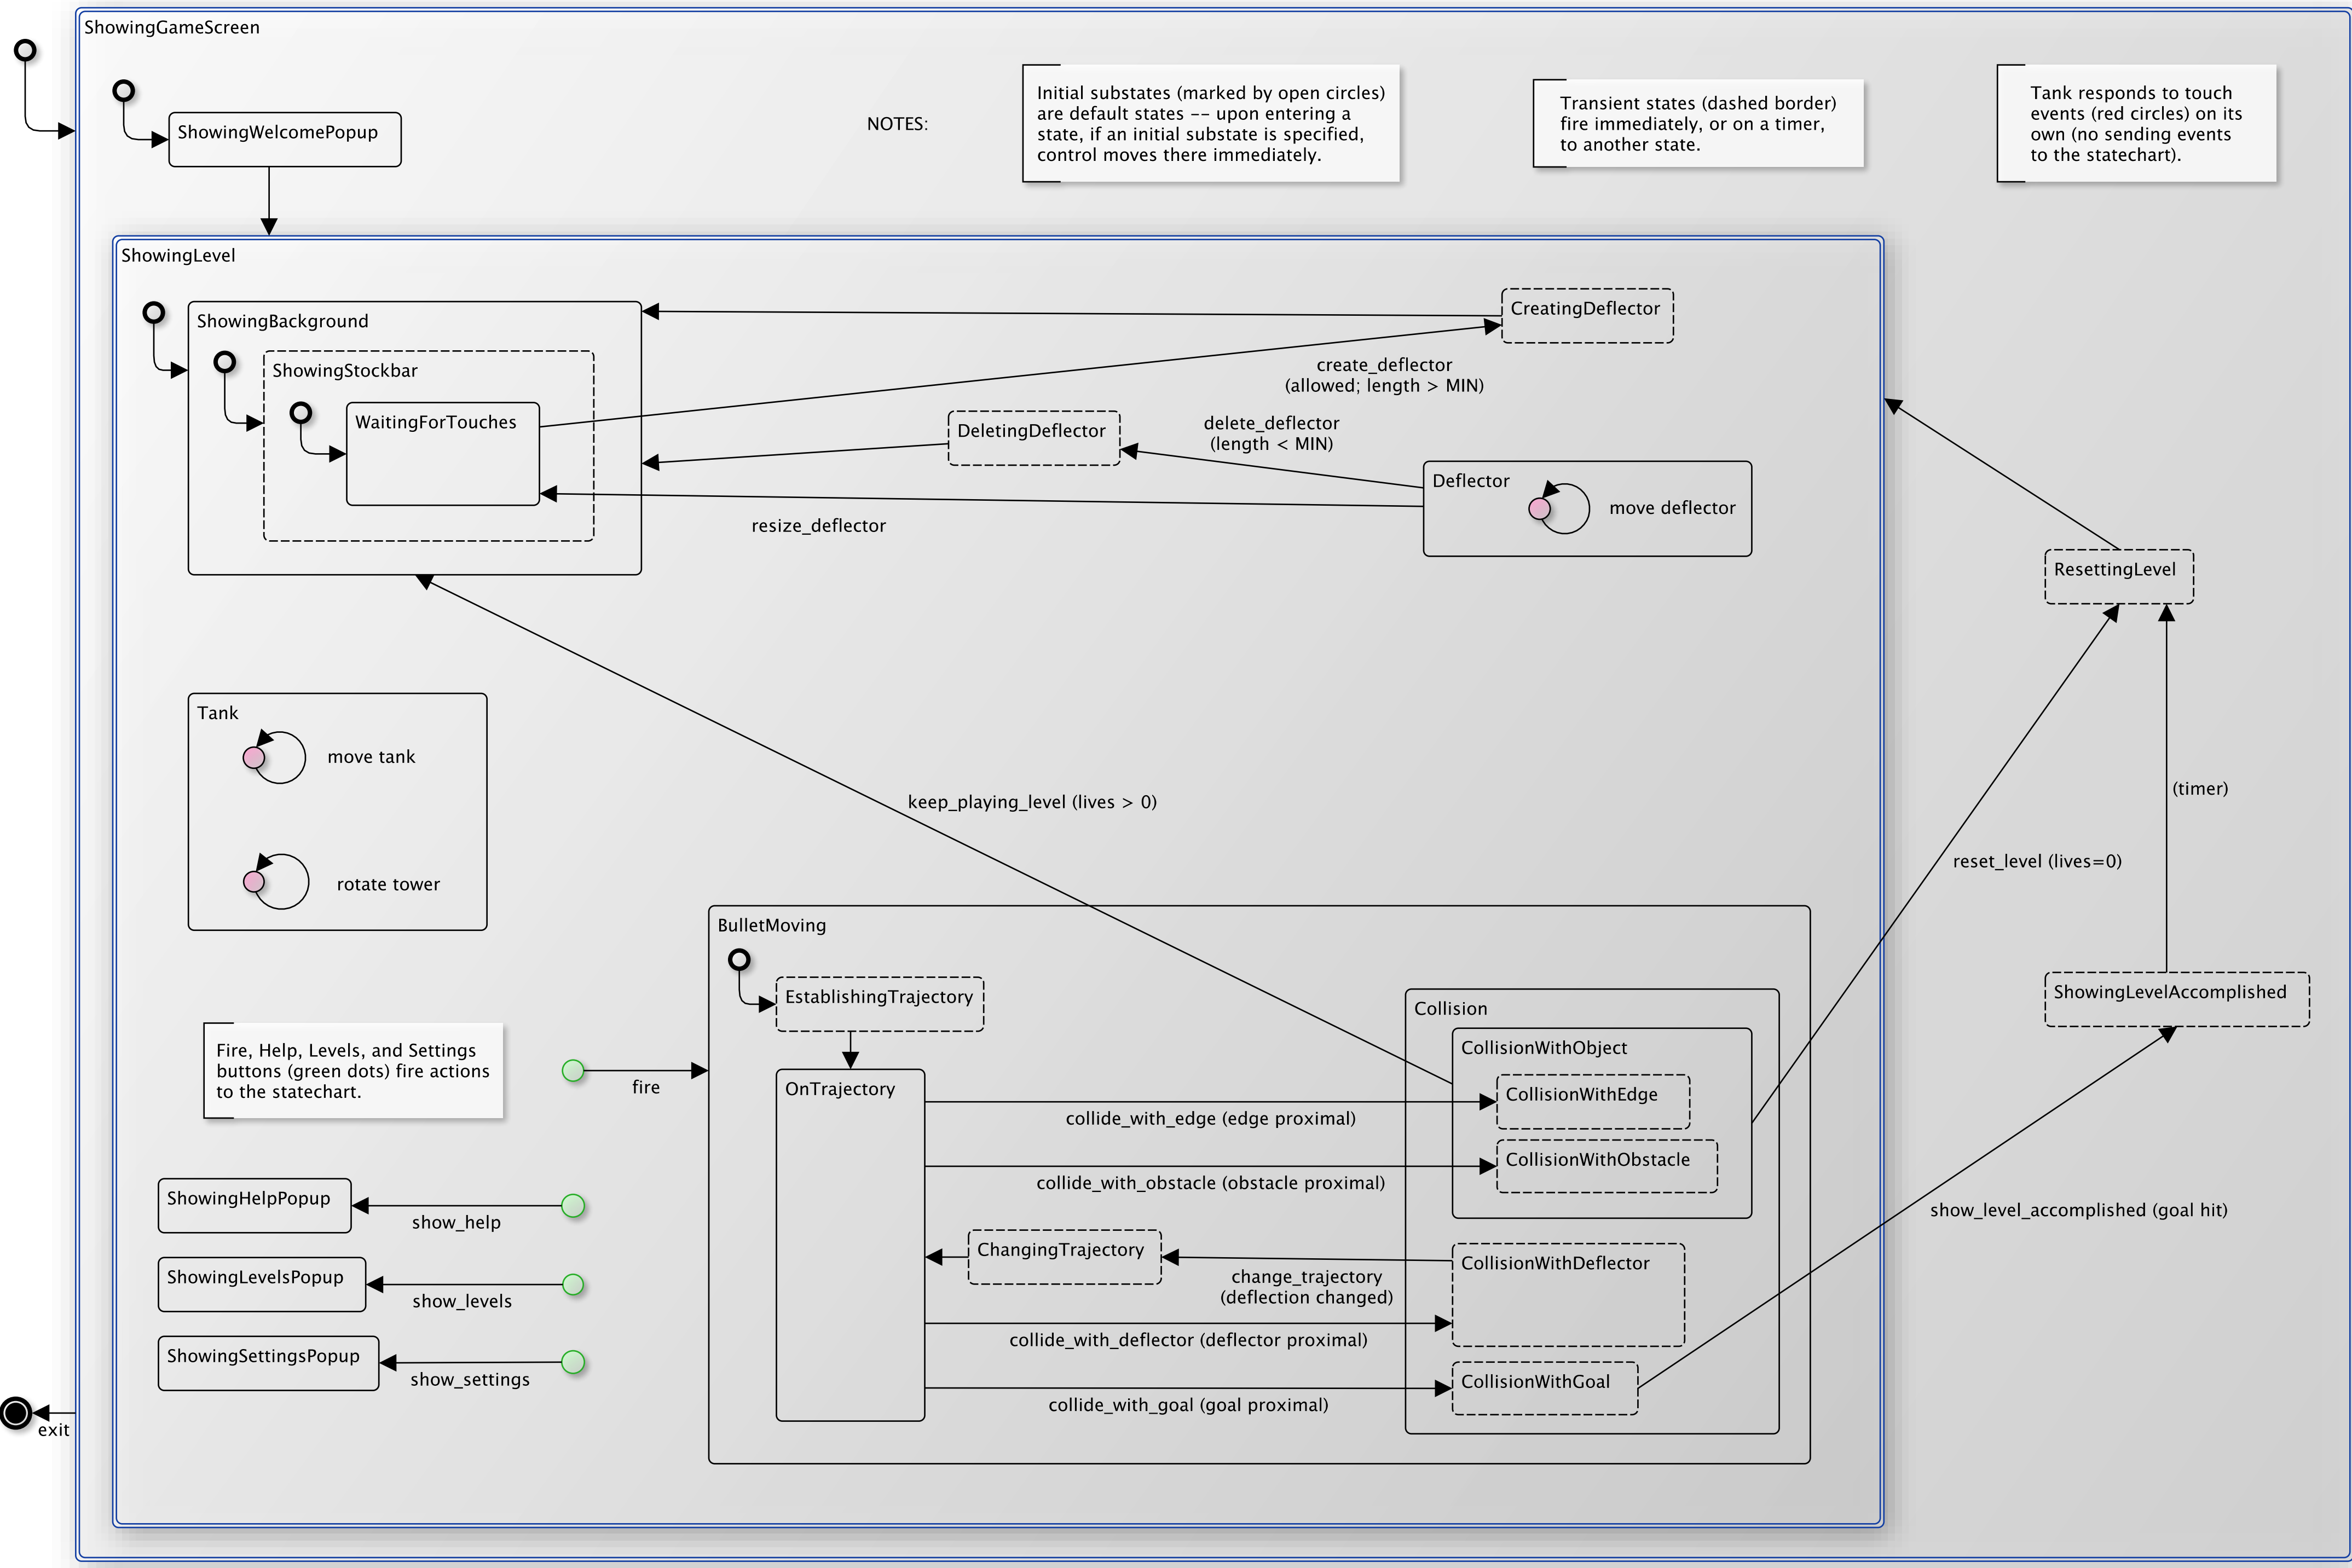 ShowingGameScreen
ShowingWelcomePopup
NOTES:
Initial substates (marked by open circles)
are default states -- upon entering a
state, if an initial substate is specified,
control moves there immediately.
Transient states (dashed border)
fire immediately, or on a timer,
to another state.
Tank responds to touch
events (red circles) on its
own (no sending events
to the statechart).
ShowingLevel
ShowingBackground
ShowingStockbar
WaitingForTouches
CreatingDeflector
create_deflector
(allowed; length > MIN)
DeletingDeflector
delete_deflector
(length < MIN)
Deflector
move deflector
resize_deflector
ResettingLevel
Tank
move tank
rotate tower
keep_playing_level (lives > 0)
(timer)
reset_level (lives=0)
BulletMoving
EstablishingTrajectory
OnTrajectory
Collision
CollisionWithObject
CollisionWithEdge
collide_with_edge (edge proximal)
CollisionWithObstacle
collide_with_obstacle (obstacle proximal)
ShowingLevelAccomplished
Fire, Help, Levels, and Settings
buttons (green dots) fire actions
to the statechart.
fire
ShowingHelpPopup
show_help
ShowingLevelsPopup
show_levels
ShowingSettingsPopup
show_settings
ChangingTrajectory
change_trajectory
(deflection changed)
CollisionWithDeflector
collide_with_deflector (deflector proximal)
CollisionWithGoal
collide_with_goal (goal proximal)
show_level_accomplished (goal hit)
exit